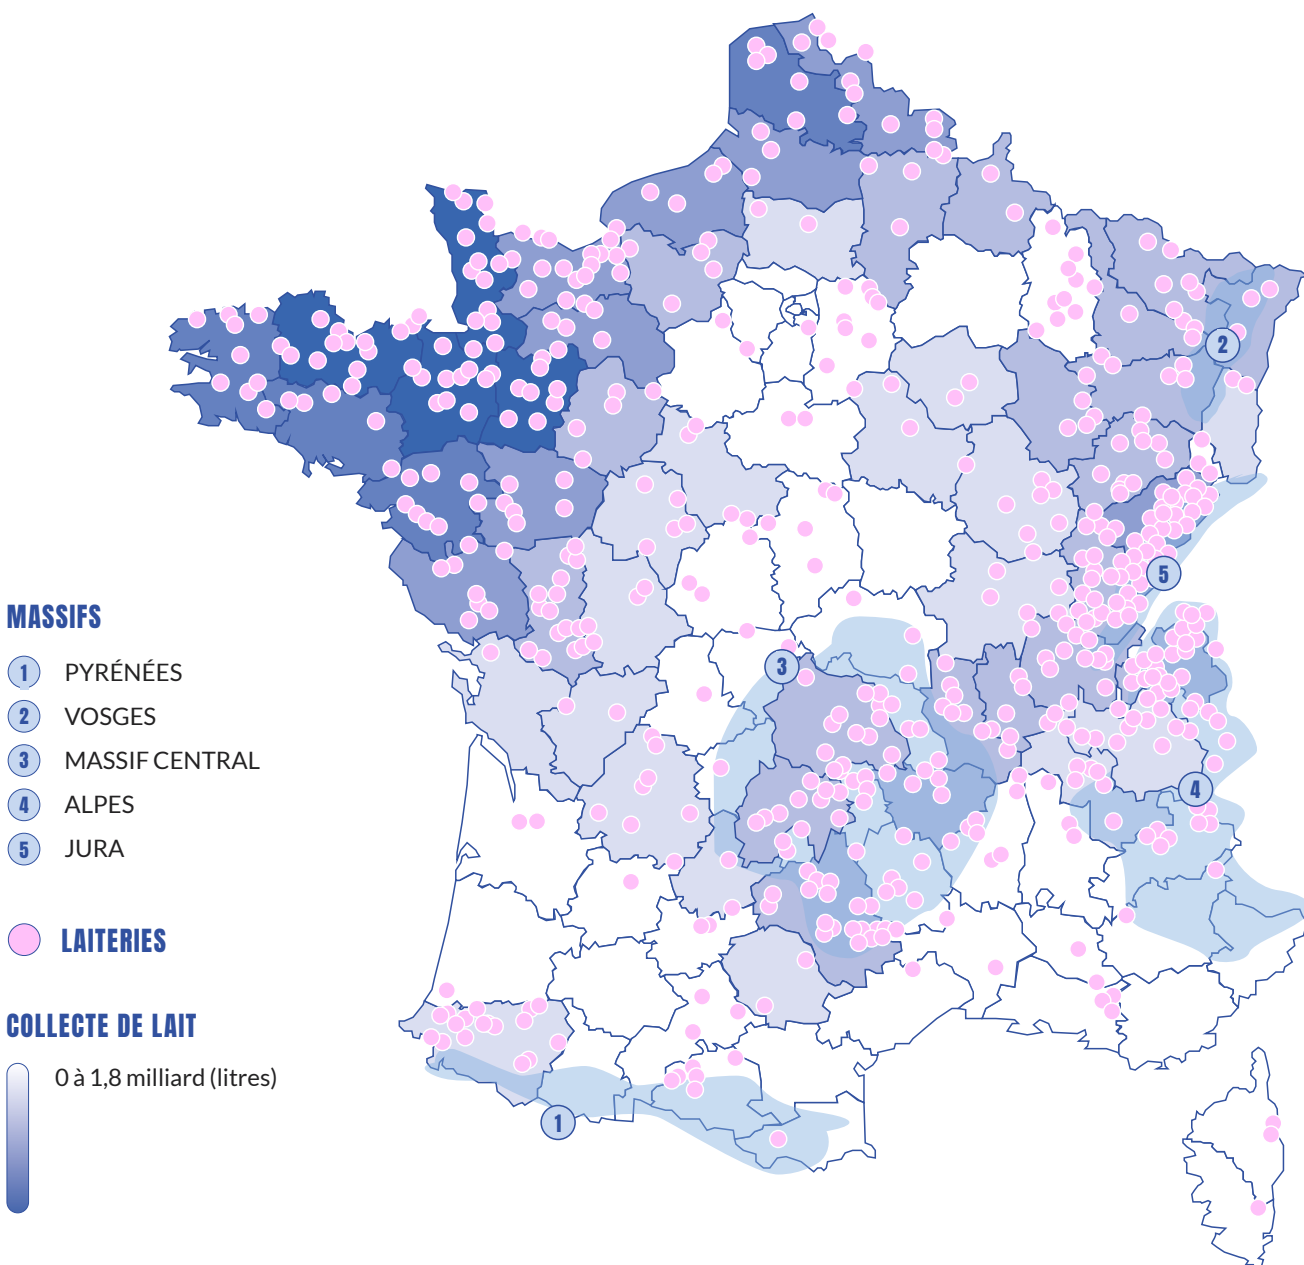 MASSIFS
1 PYRÉNÉES
2 VOSGES
3 MASSIF CENTRAL
4 ALPES
5 JURA
LAITERIES
COLLECTE DE LAIT
0 à 1,8 milliard (litres)
2
5
3
4
1